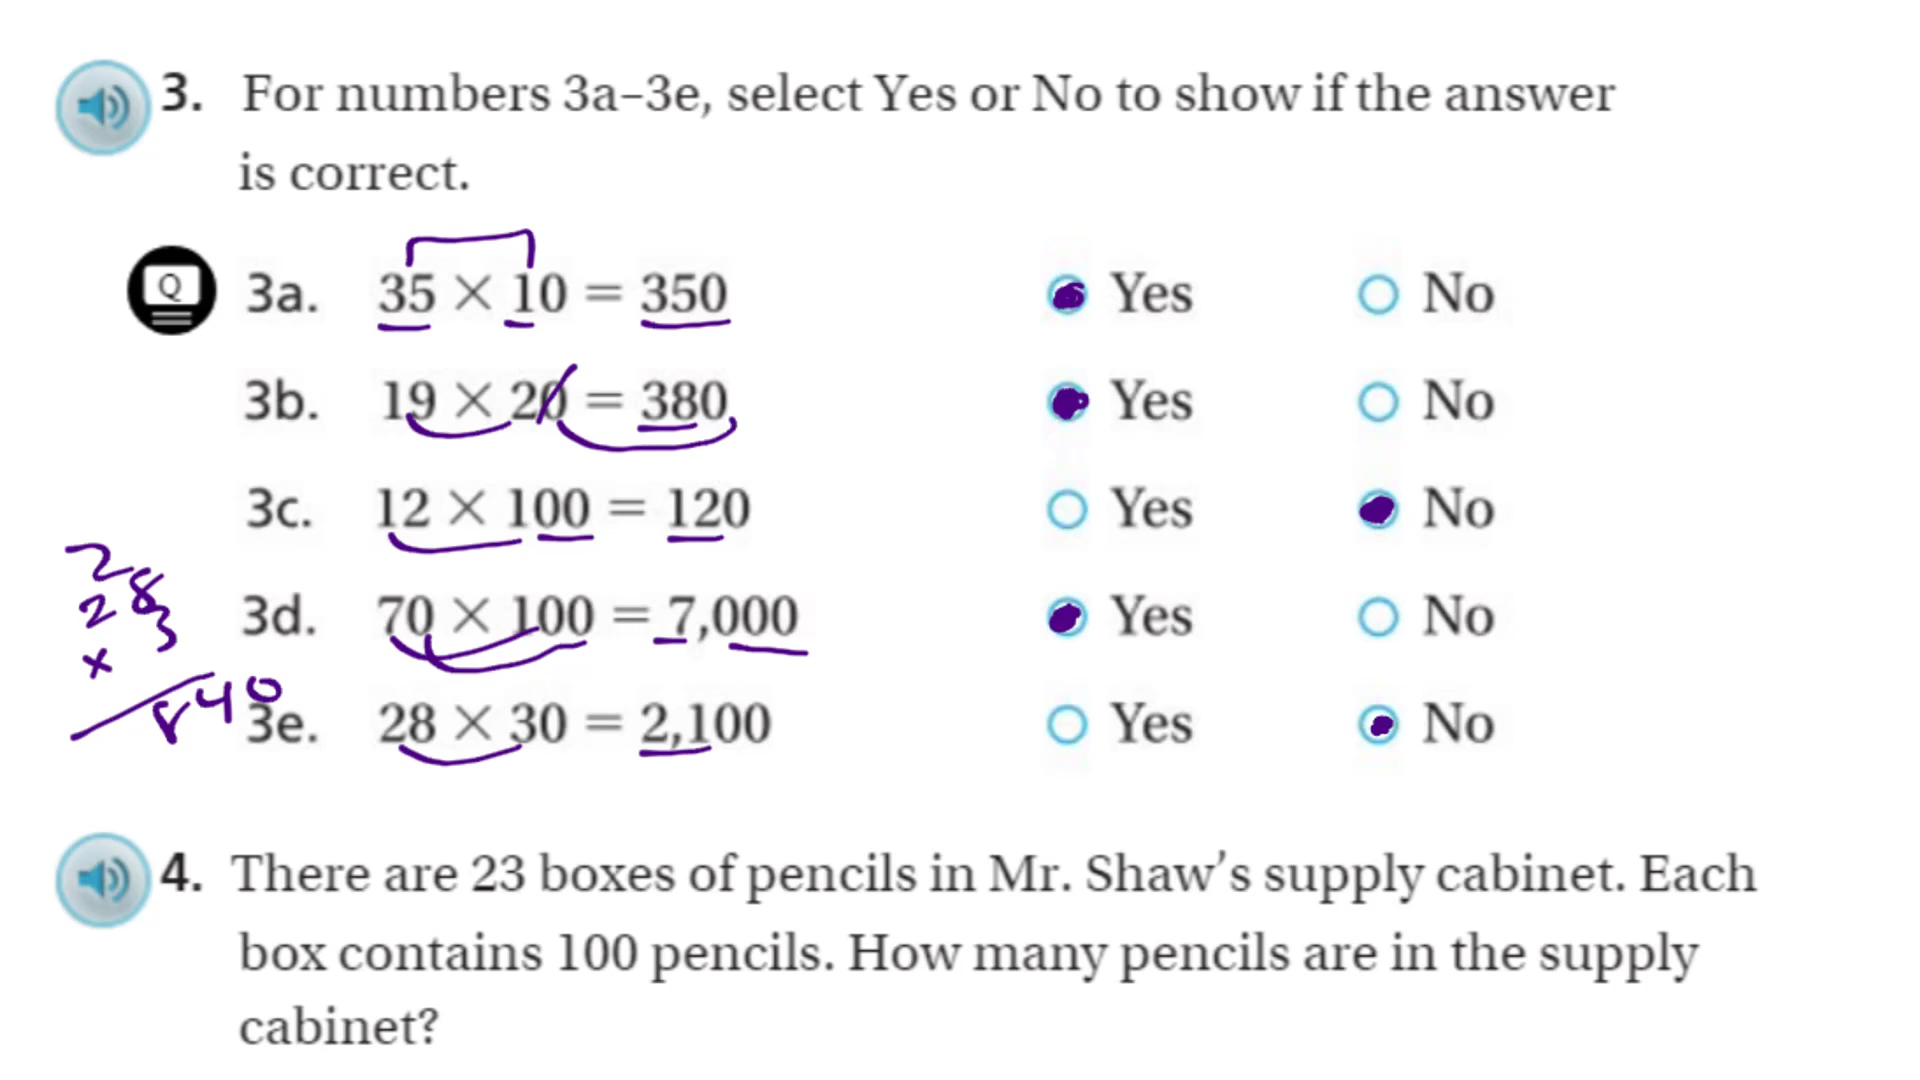 3. For numbers 3a–3e, select Yes or No to show if the answer
is correct.
Q
3a. 35 × 10 = 350 Yes No
3b. 19 × 20 = 380 Yes No
3c. 12 × 100 = 120 Yes No
3d. 70 × 100 = 7,000 Yes No
3e. 28 × 30 = 2,100 Yes No
2
28
× 3
840
4. There are 23 boxes of pencils in Mr. Shaw’s supply cabinet. Each
box contains 100 pencils. How many pencils are in the supply
cabinet?